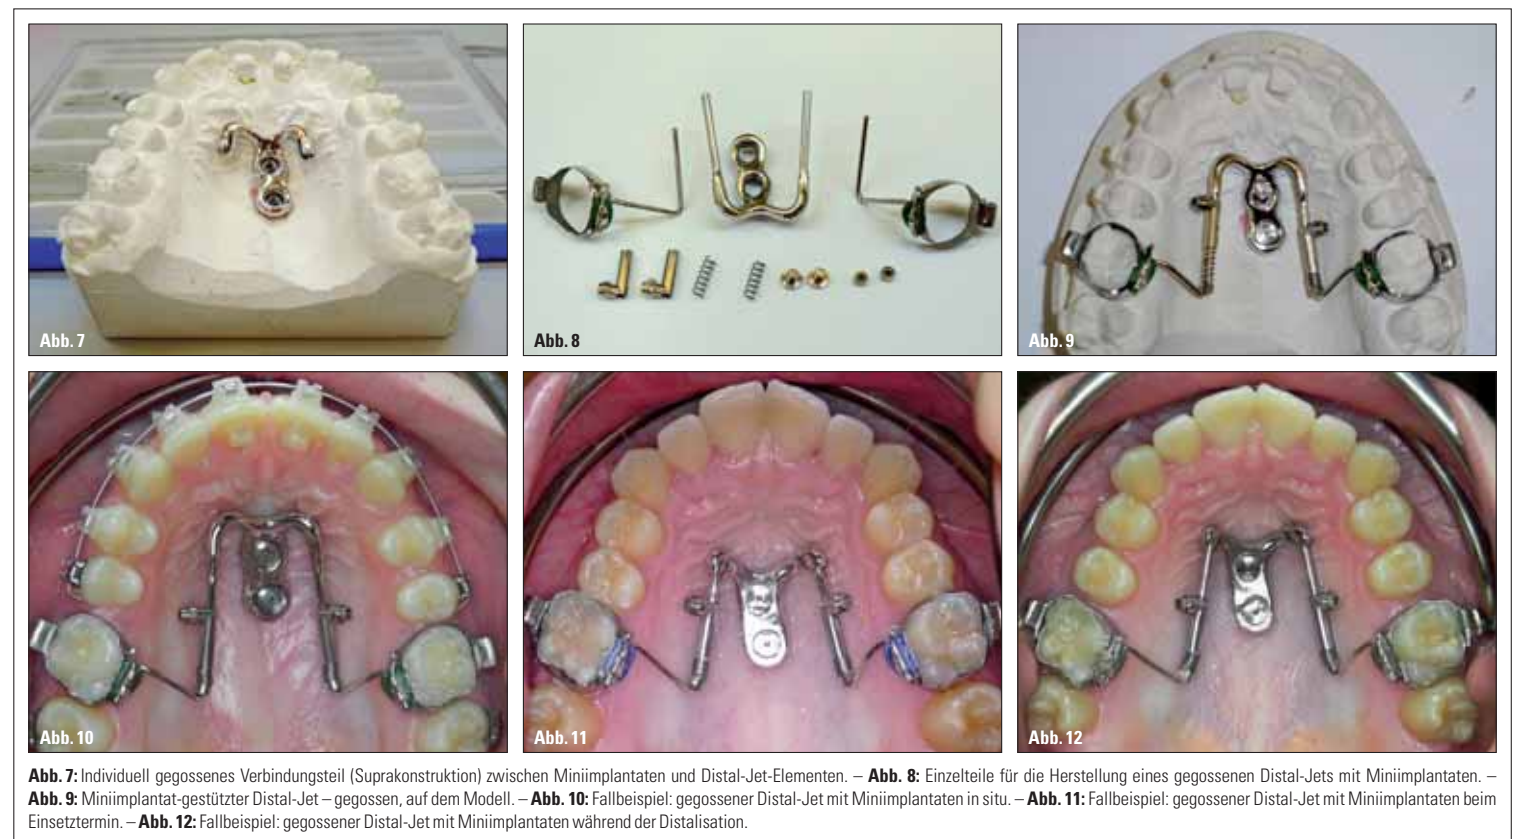 Abb. 7
Abb. 8
Abb. 9
Abb. 10
Abb. 11
Abb. 12
Abb. 7: Individuell gegossenes Verbindungsteil (Suprakonstruktion) zwischen Miniimplantaten und Distal-Jet-Elementen. – Abb. 8: Einzelteile für die Herstellung eines gegossenen Distal-Jets mit Miniimplantaten. –
Abb. 9: Miniimplantat-gestützter Distal-Jet – gegossen, auf dem Modell. – Abb. 10: Fallbeispiel: gegossener Distal-Jet mit Miniimplantaten in situ. – Abb. 11: Fallbeispiel: gegossener Distal-Jet mit Miniimplantaten beim
Einsetztermin. – Abb. 12: Fallbeispiel: gegossener Distal-Jet mit Miniimplantaten während der Distalisation.